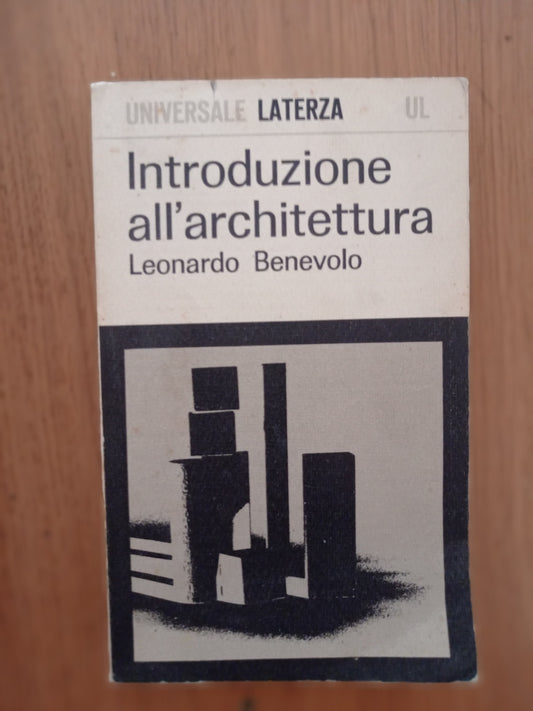 UNIVERSALE LATERZA UL
Introduzione
all'architettura
Leonardo Benevolo